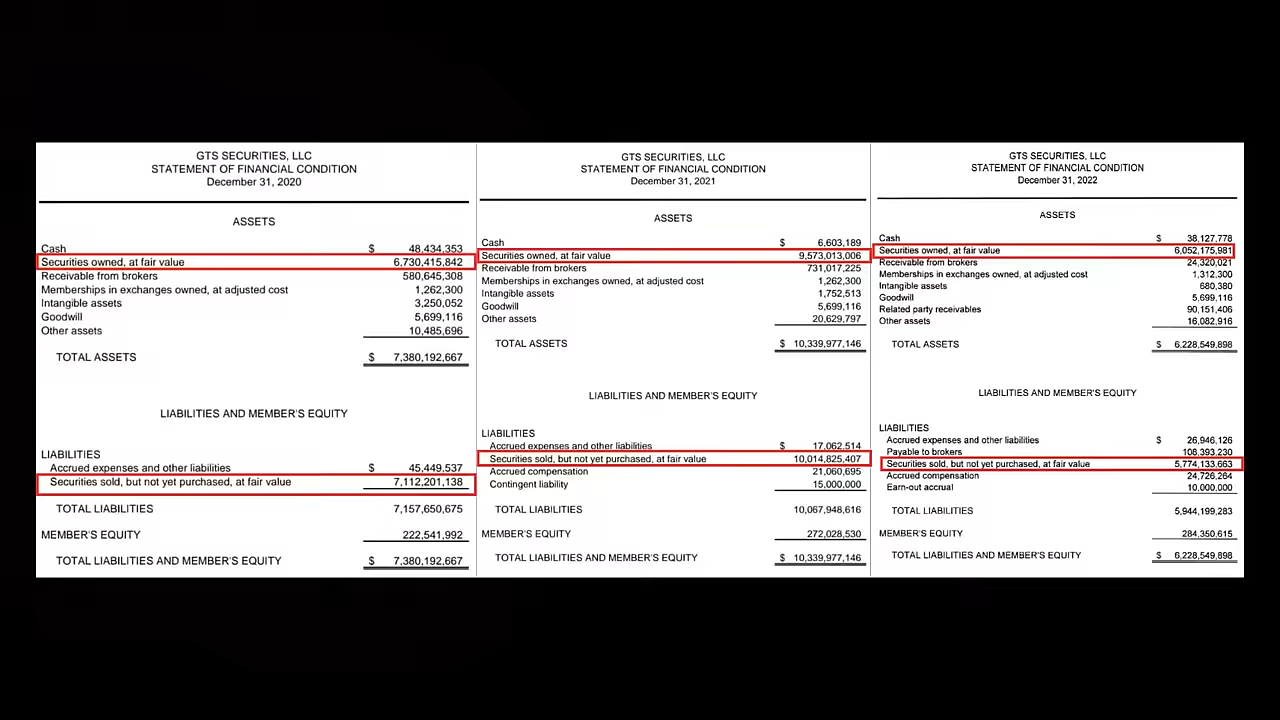 GTS SECURITIES, LLC
STATEMENT OF FINANCIAL CONDITION
December 31, 2020
ASSETS
Cash $ 48,434,353
Securities owned, at fair value 6,730,415,842
Receivable from brokers 580,645,308
Memberships in exchanges owned, at adjusted cost 1,262,300
Intangible assets 3,250,052
Goodwill 5,699,116
Other assets 10,485,696
TOTAL ASSETS $ 7,380,192,667
LIABILITIES AND MEMBER'S EQUITY
LIABILITIES
Accrued expenses and other liabilities $ 45,449,537
Securities sold, but not yet purchased, at fair value 7,112,201,138
TOTAL LIABILITIES 7,157,650,675
MEMBER'S EQUITY 222,541,992
TOTAL LIABILITIES AND MEMBER'S EQUITY $ 7,380,192,667
GTS SECURITIES, LLC
STATEMENT OF FINANCIAL CONDITION
December 31, 2021
ASSETS
Cash $ 6,603,189
Securities owned, at fair value 9,573,013,006
Receivable from brokers 731,017,225
Memberships in exchanges owned, at adjusted cost 1,262,300
Intangible assets 1,752,513
Goodwill 5,699,116
Other assets 20,629,797
TOTAL ASSETS $ 10,339,977,146
LIABILITIES AND MEMBER'S EQUITY
LIABILITIES
Accrued expenses and other liabilities $ 17,062,514
Securities sold, but not yet purchased, at fair value 10,014,825,407
Accrued compensation 21,060,695
Contingent liability 15,000,000
TOTAL LIABILITIES 10,067,948,616
MEMBER'S EQUITY 272,028,530
TOTAL LIABILITIES AND MEMBER'S EQUITY $ 10,339,977,146
GTS SECURITIES, LLC
STATEMENT OF FINANCIAL CONDITION
December 31, 2022
ASSETS
Cash $ 38,127,778
Securities owned, at fair value 6,052,175,981
Receivable from brokers 24,320,021
Memberships in exchanges owned, at adjusted cost 1,312,300
Intangible assets 680,380
Goodwill 5,699,116
Related party receivables 90,151,406
Other assets 16,082,916
TOTAL ASSETS $ 6,228,549,898
LIABILITIES AND MEMBER'S EQUITY
LIABILITIES
Accrued expenses and other liabilities $ 26,946,126
Payable to brokers 108,393,230
Securities sold, but not yet purchased, at fair value 5,774,133,663
Accrued compensation 24,726,264
Earn-out accrual 10,000,000
TOTAL LIABILITIES 5,944,199,283
MEMBER'S EQUITY 284,350,615
TOTAL LIABILITIES AND MEMBER'S EQUITY $ 6,228,549,898